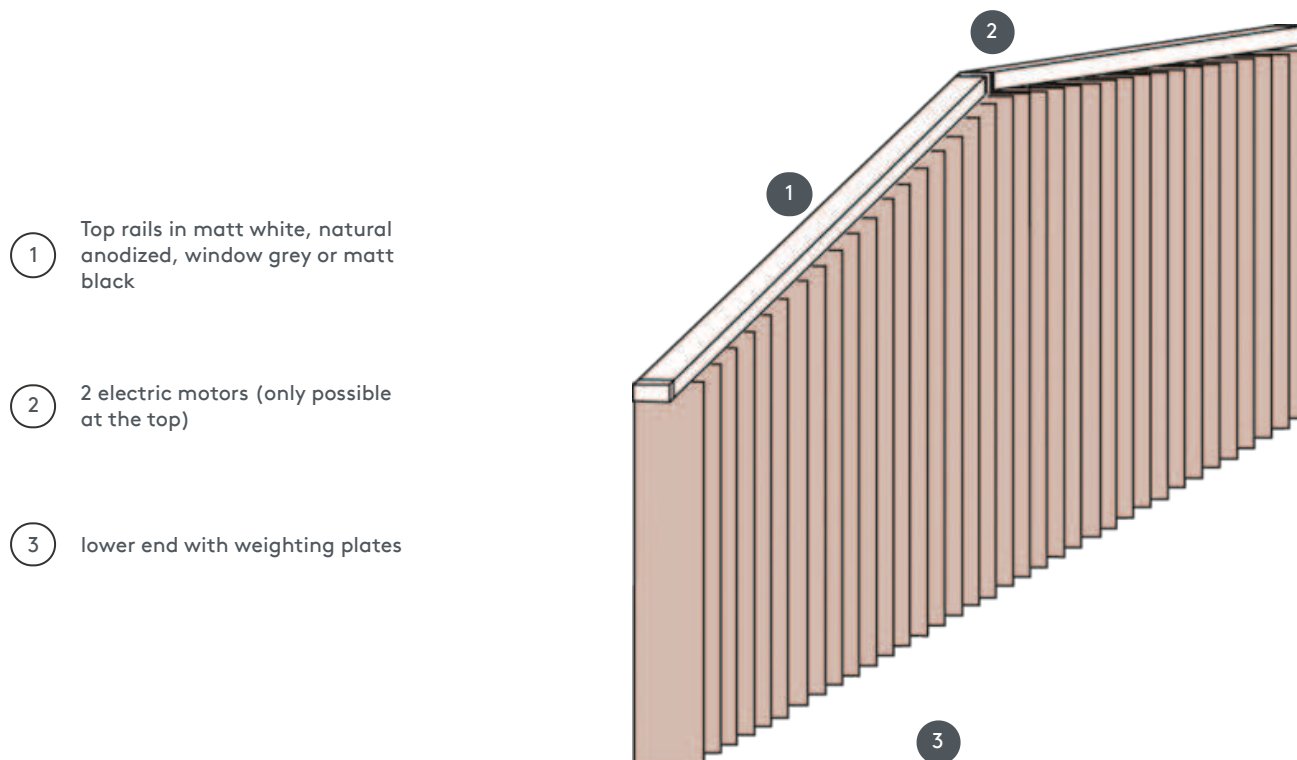 1
Top rails in matt white, natural
anodized, window grey or matt
black
2
2 electric motors (only possible
at the top)
3
lower end with weighting plates
2
1
3